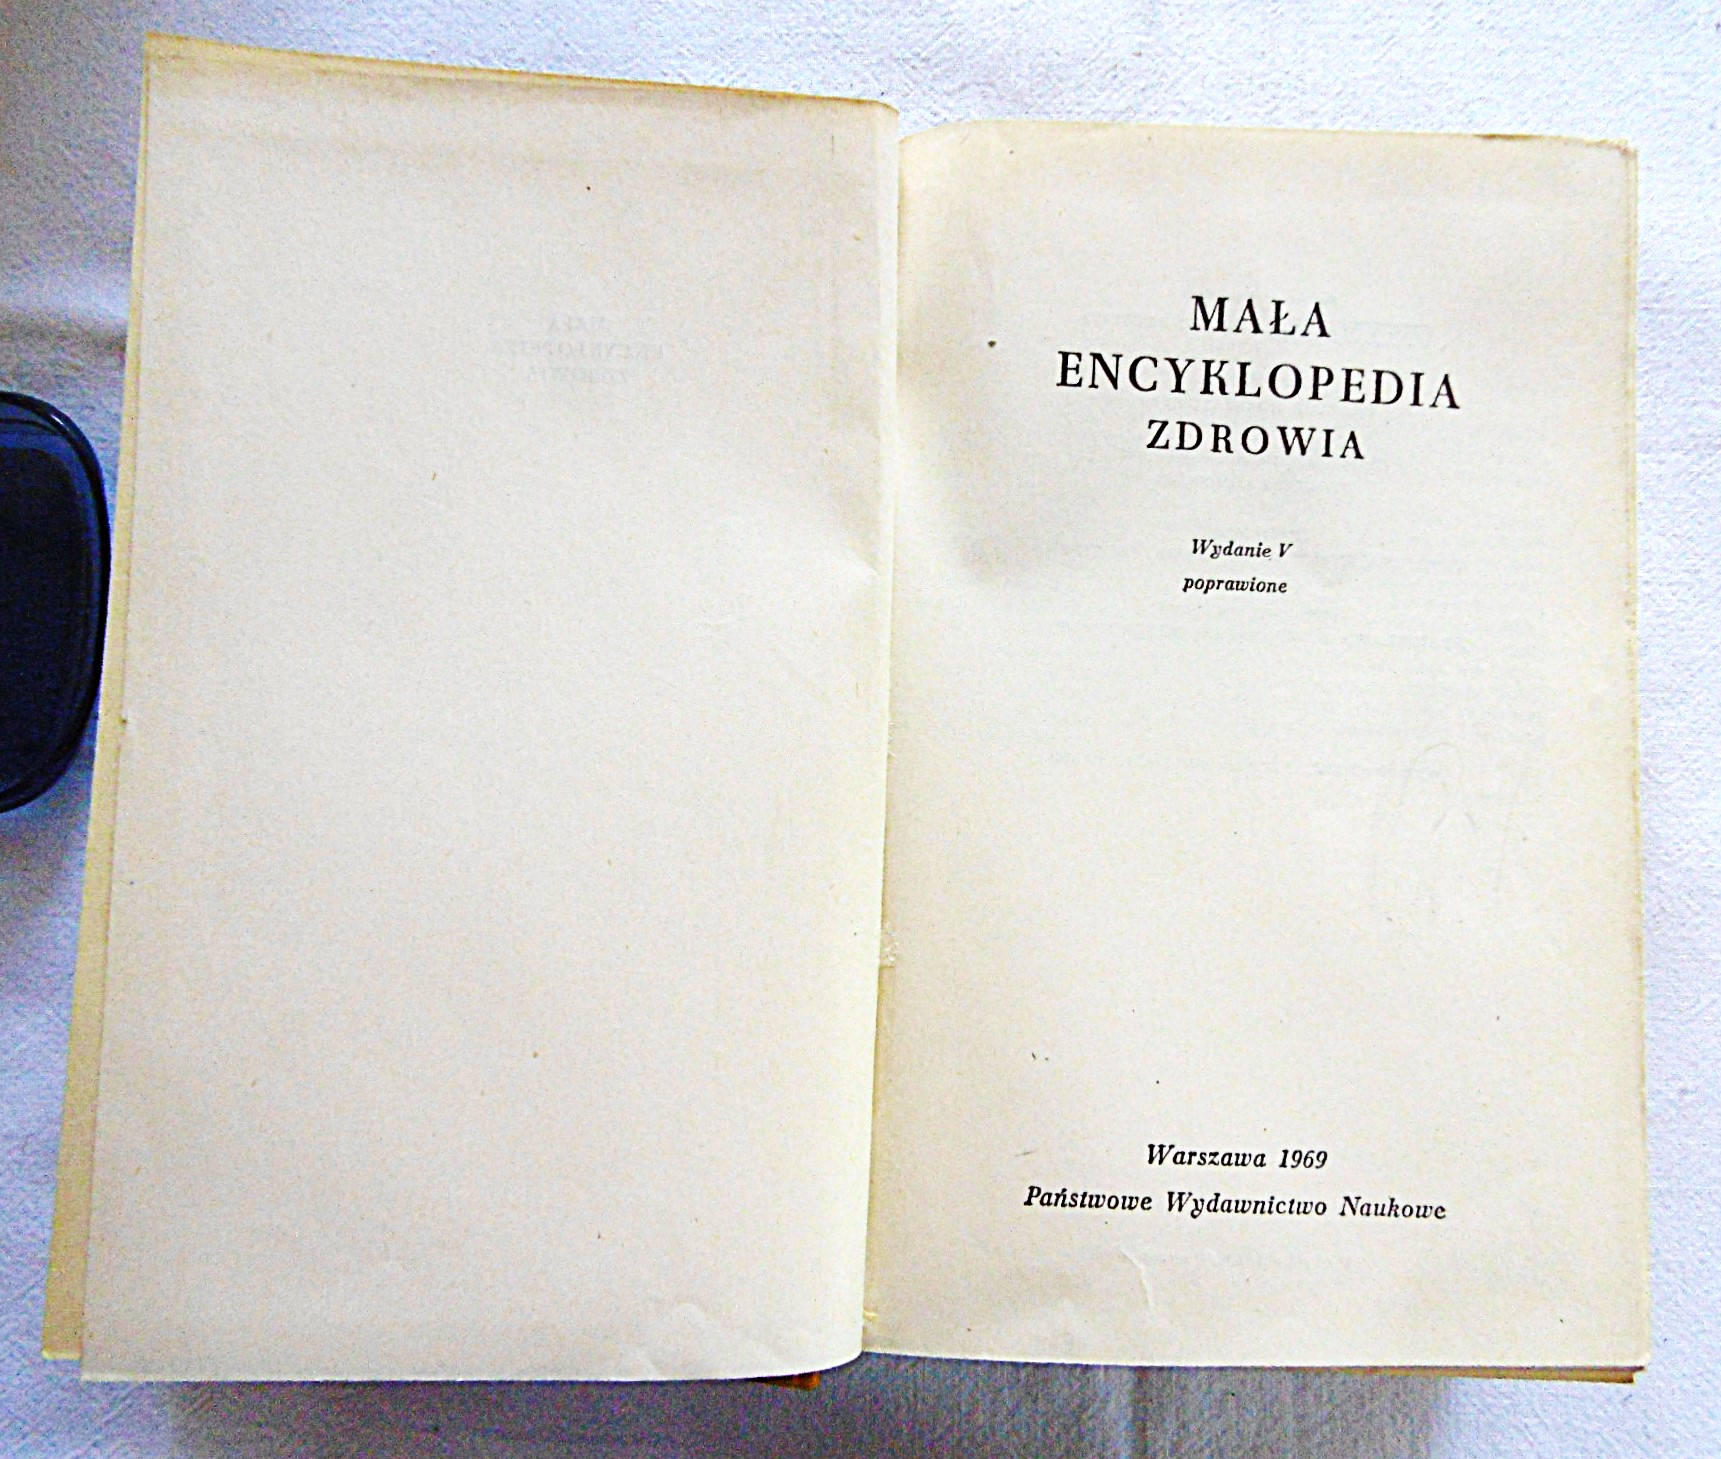 MAŁA
ENCYKLOPEDIA
ZDROWIA
Wydanie V
poprawione
Warszawa 1969
Państwowe Wydawnictwo Naukowe